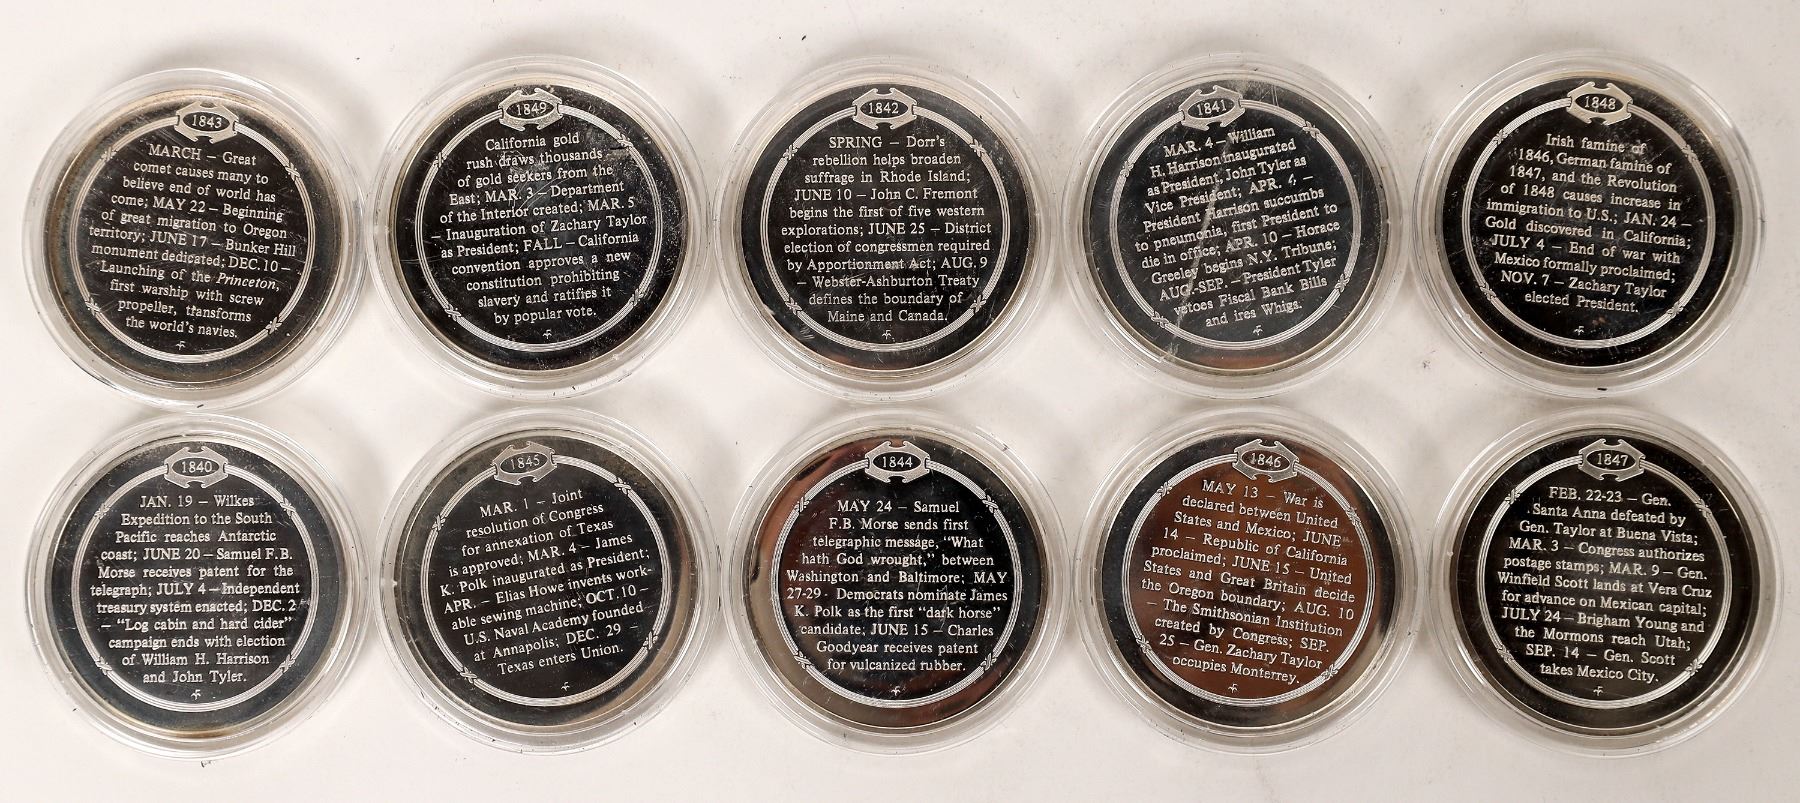 1843
MARCH – Great
comet causes many to
believe end of world has
come; MAY 22 – Beginning
of great migration to Oregon
territory; JUNE 17 – Bunker Hill
monument dedicated; DEC. 10 –
Launching of the Princeton,
first warship with screw
propeller, transforms
the world's navies.
1849
California gold
rush draws thousands
of gold seekers from the
East; MAR. 3 – Department
of the Interior created; MAR. 5
– Inauguration of Zachary Taylor
as President; FALL – California
convention approves a new
constitution prohibiting
slavery and ratifies it
by popular vote.
1842
SPRING – Dorr's
rebellion helps broaden
suffrage in Rhode Island;
JUNE 10 – John C. Fremont
begins the first of five western
explorations; JUNE 25 – District
election of congressmen required
by Apportionment Act; AUG. 9
– Webster-Ashburton Treaty
defines the boundary of
Maine and Canada.
1841
MAR. 4 – William
H. Harrison inaugurated
as President, John Tyler as
Vice President; APR. 4 –
President Harrison succumbs
to pneumonia, first President to
die in office; APR. 10 – Horace
Greeley begins N.Y. Tribune;
AUG.-SEP. – President Tyler
vetoes Fiscal Bank Bills
and ires Whigs.
1848
Irish famine of
1846, German famine of
1847, and the Revolution
of 1848 causes increase in
immigration to U.S.; JAN. 24 –
Gold discovered in California;
JULY 4 – End of war with
Mexico formally proclaimed;
NOV. 7 – Zachary Taylor
elected President.
1840
JAN. 19 – Wilkes
Expedition to the South
Pacific reaches Antarctic
coast; JUNE 20 – Samuel F.B.
Morse receives patent for the
telegraph; JULY 4 – Independent
treasury system enacted; DEC. 2
– "Log cabin and hard cider"
campaign ends with election
of William H. Harrison
and John Tyler.
1845
MAR. 1 – Joint
resolution of Congress
for annexation of Texas
is approved; MAR. 4 – James
K. Polk inaugurated as President;
APR. – Elias Howe invents work-
able sewing machine; OCT. 10 –
U.S. Naval Academy founded
at Annapolis; DEC. 29 –
Texas enters Union.
1844
MAY 24 – Samuel
F.B. Morse sends first
telegraphic message, "What
hath God wrought," between
Washington and Baltimore; MAY
27-29 - Democrats nominate James
K. Polk as the first "dark horse"
candidate; JUNE 15 – Charles
Goodyear receives patent
for vulcanized rubber.
1846
MAY 13 – War is
declared between United
States and Mexico; JUNE
14 – Republic of California
proclaimed; JUNE 15 – United
States and Great Britain decide
the Oregon boundary; AUG. 10
– The Smithsonian Institution
created by Congress; SEP.
25 – Gen. Zachary Taylor
occupies Monterrey.
1847
FEB. 22-23 – Gen.
Santa Anna defeated by
Gen. Taylor at Buena Vista;
MAR. 3 – Congress authorizes
postage stamps; MAR. 9 – Gen.
Winfield Scott lands at Vera Cruz
for advance on Mexican capital;
JULY 24 – Brigham Young and
the Mormons reach Utah;
SEP. 14 – Gen. Scott
takes Mexico City.